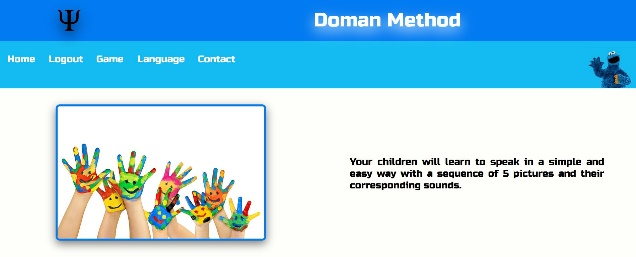 Ψ
Doman Method
Home Logout Game Language Contact
Your children will learn to speak in a simple and
easy way with a sequence of 5 pictures and their
corresponding sounds.